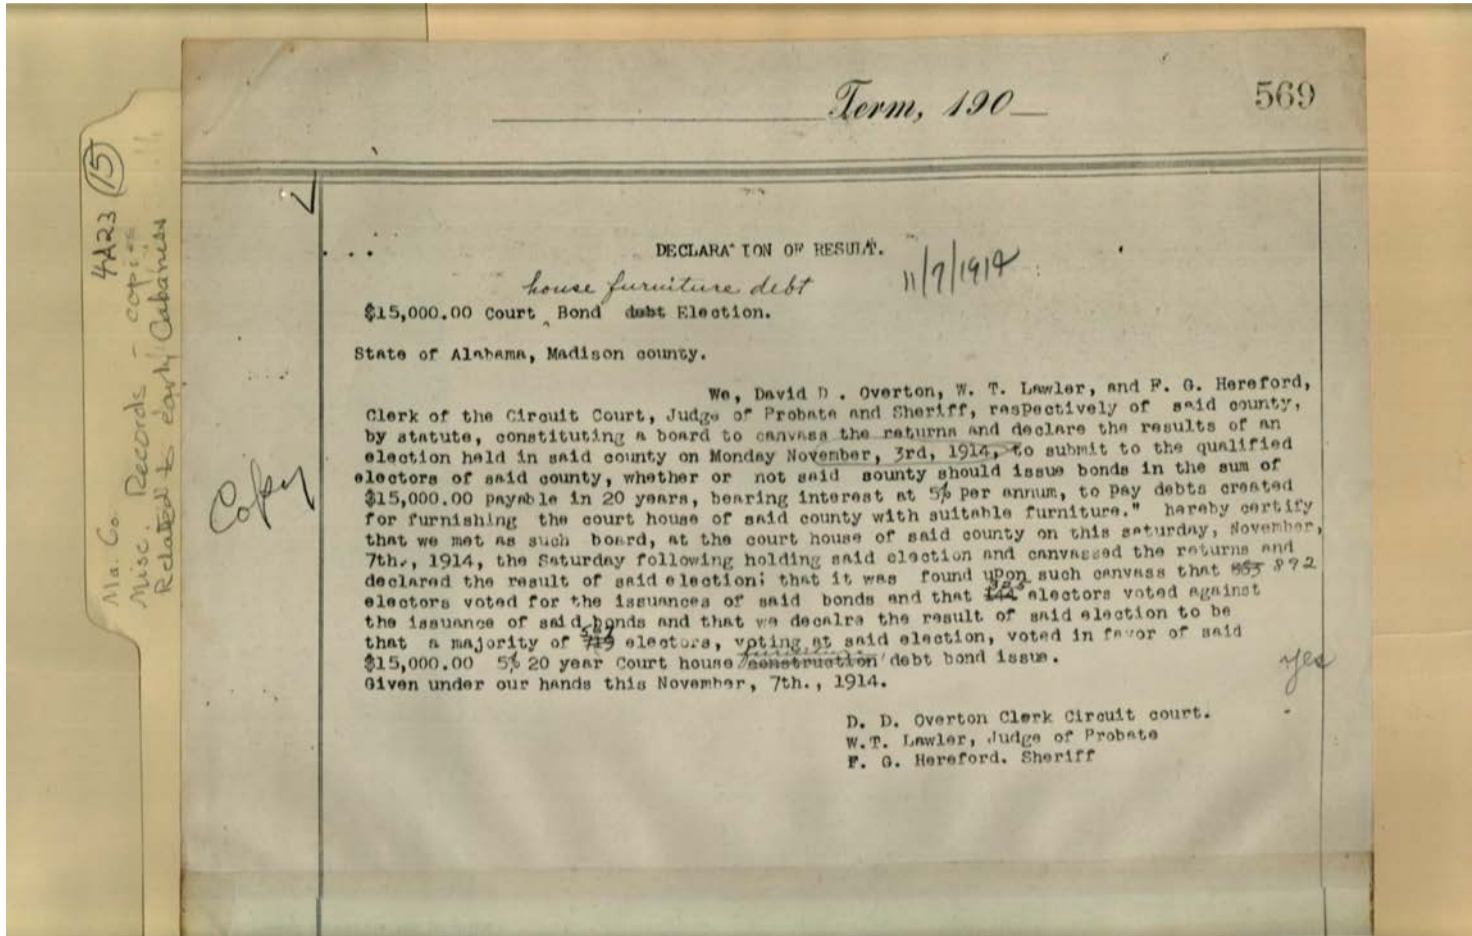 Term, 190
569
4A23 (15)
Ma. Co.
Misc. Records - copies
Related to early Cabaniss
DECLARATION OF RESULT.
11/7/1914
house furniture debt
$15,000.00 Court Bond debt Election.
State of Alabama, Madison county.
We, David D . Overton, W. T. Lawler, and F. G. Hereford,
Clerk of the Circuit Court, Judge of Probate and Sheriff, respectively of said county,
by statute, constituting a board to canvass the returns and declare the results of an
election held in said county on Monday November, 3rd, 1914, to submit to the qualified
electors of said county, whether or not said sounty should issue bonds in the sum of
$15,000.00 payable in 20 years, bearing interest at 5% per annum, to pay debts created
for furnishing the court house of said county with suitable furniture." hereby certify
that we met as such board, at the court house of said county on this saturday, November,
7th., 1914, the Saturday following holding said election and canvassed the returns and
declared the result of said election; that it was found upon such canvass that 892
electors voted for the issuances of said bonds and that electors voted against
the issuance of said bonds and that we decalre the result of said election to be
that a majority of electors, voting at said election, voted in favor of said
$15,000.00 5% 20 year Court house construction debt bond issue.
Given under our hands this November, 7th., 1914.
Copy
yes
D. D. Overton Clerk Circuit court.
W.T. Lawler, Judge of Probate
F. G. Hereford. Sheriff